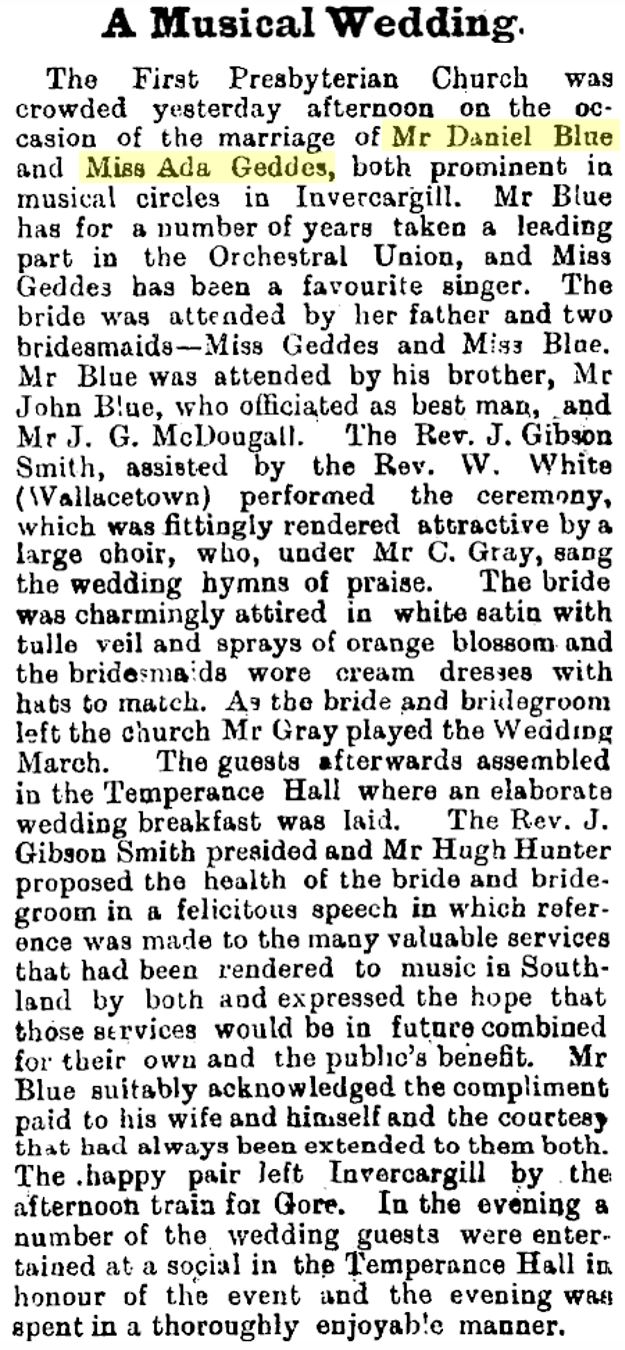 A Musical Wedding.
The First Presbyterian Church was
crowded yesterday afternoon on the oc-
casion of the marriage of Mr Daniel Blue
and Miss Ada Geddes, both prominent in
musical circles in Invercargill. Mr Blue
has for a number of years taken a leading
part in the Orchestral Union, and Miss
Geddes has been a favourite singer. The
bride was attended by her father and two
bridesmaids—Miss Geddes and Miss Blue.
Mr Blue was attended by his brother, Mr
John Blue, who officiated as best man, and
Mr J. G. McDougall. The Rev. J. Gibson
Smith, assisted by the Rev. W. White
(Wallacetown) performed the ceremony,
which was fittingly rendered attractive by a
large choir, who, under Mr C. Gray, sang
the wedding hymns of praise. The bride
was charmingly attired in white satin with
tulle veil and sprays of orange blossom and
the bridesmaids wore cream dresses with
hats to match. As the bride and bridegroom
left the church Mr Gray played the Wedding
March. The guests afterwards assembled
in the Temperance Hall where an elaborate
wedding breakfast was laid. The Rev. J.
Gibson Smith presided and Mr Hugh Hunter
proposed the health of the bride and bride-
groom in a felicitous speech in which refer-
ence was made to the many valuable services
that had been rendered to music in South-
land by both and expressed the hope that
those services would be in future combined
for their own and the public's benefit. Mr
Blue suitably acknowledged the compliment
paid to his wife and himself and the courtesy
that had always been extended to them both.
The happy pair left Invercargill by the
afternoon train for Gore. In the evening a
number of the wedding guests were enter-
tained at a social in the Temperance Hall in
honour of the event and the evening was
spent in a thoroughly enjoyable manner.